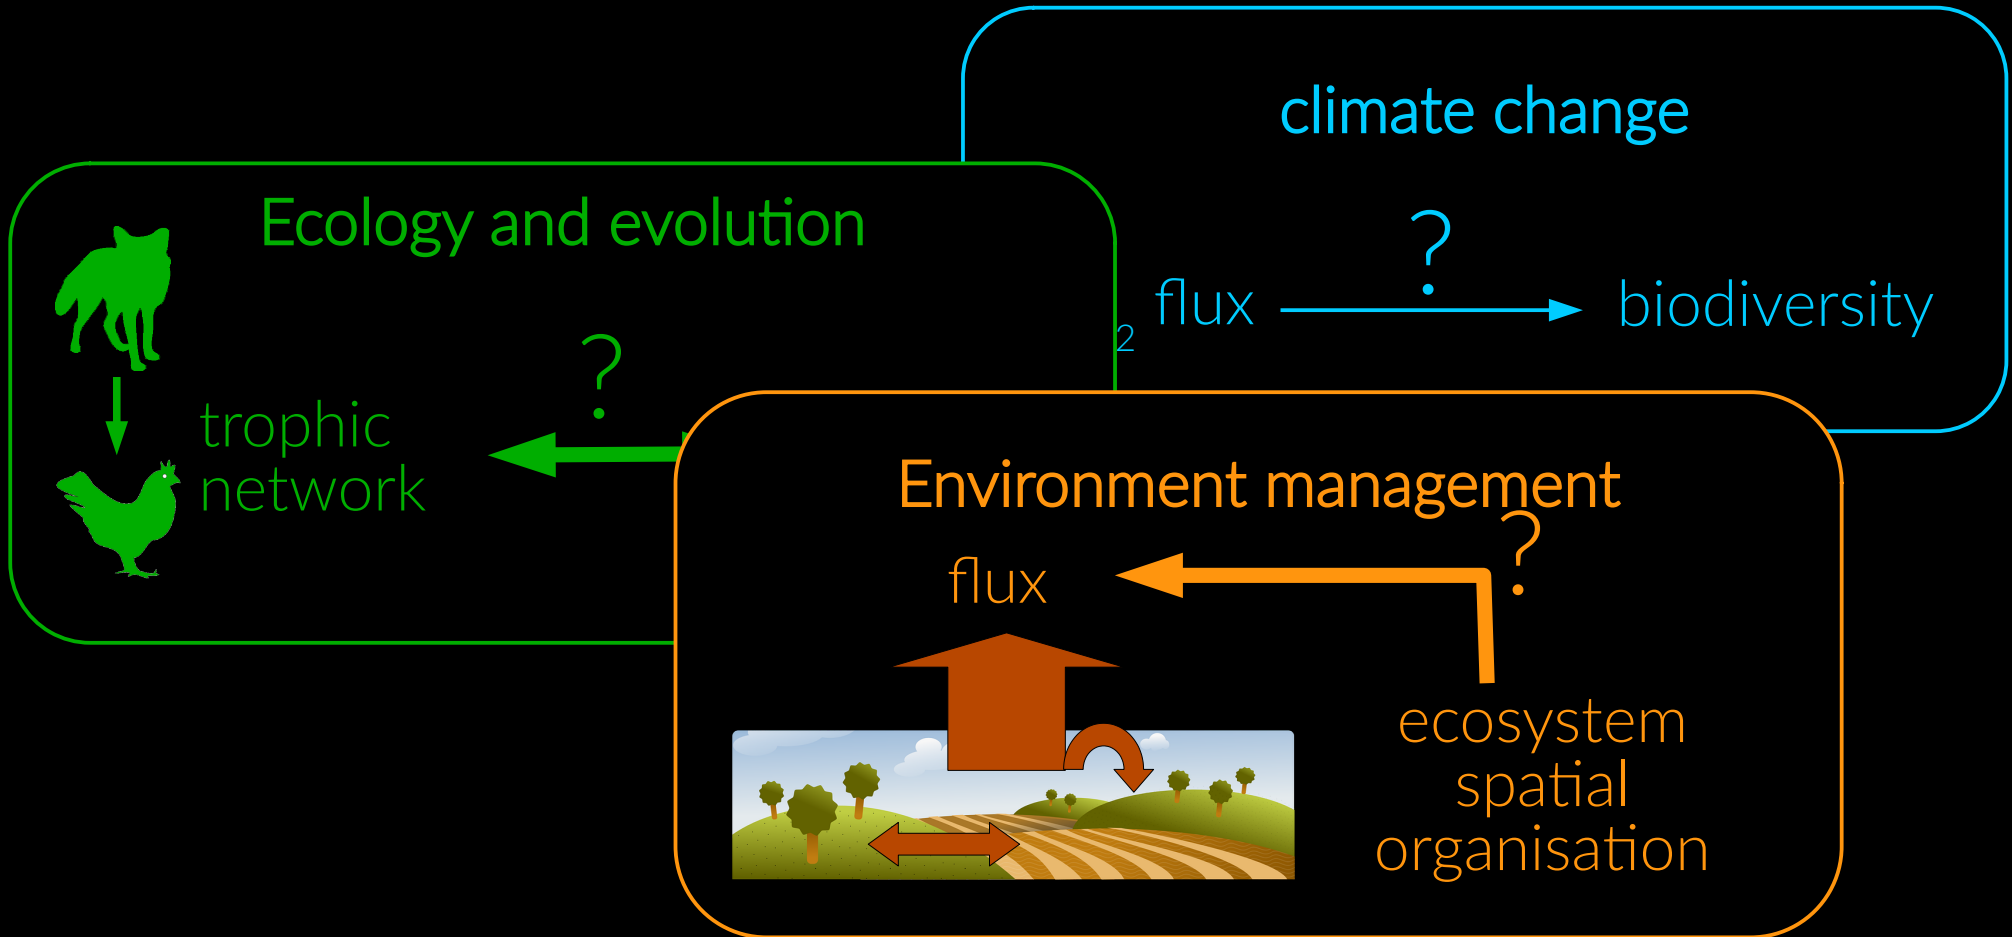 climate change
Ecology and evolution
?
2 flux
biodiversity
?
trophic
network
Environment management
?
flux
ecosystem
spatial
organisation